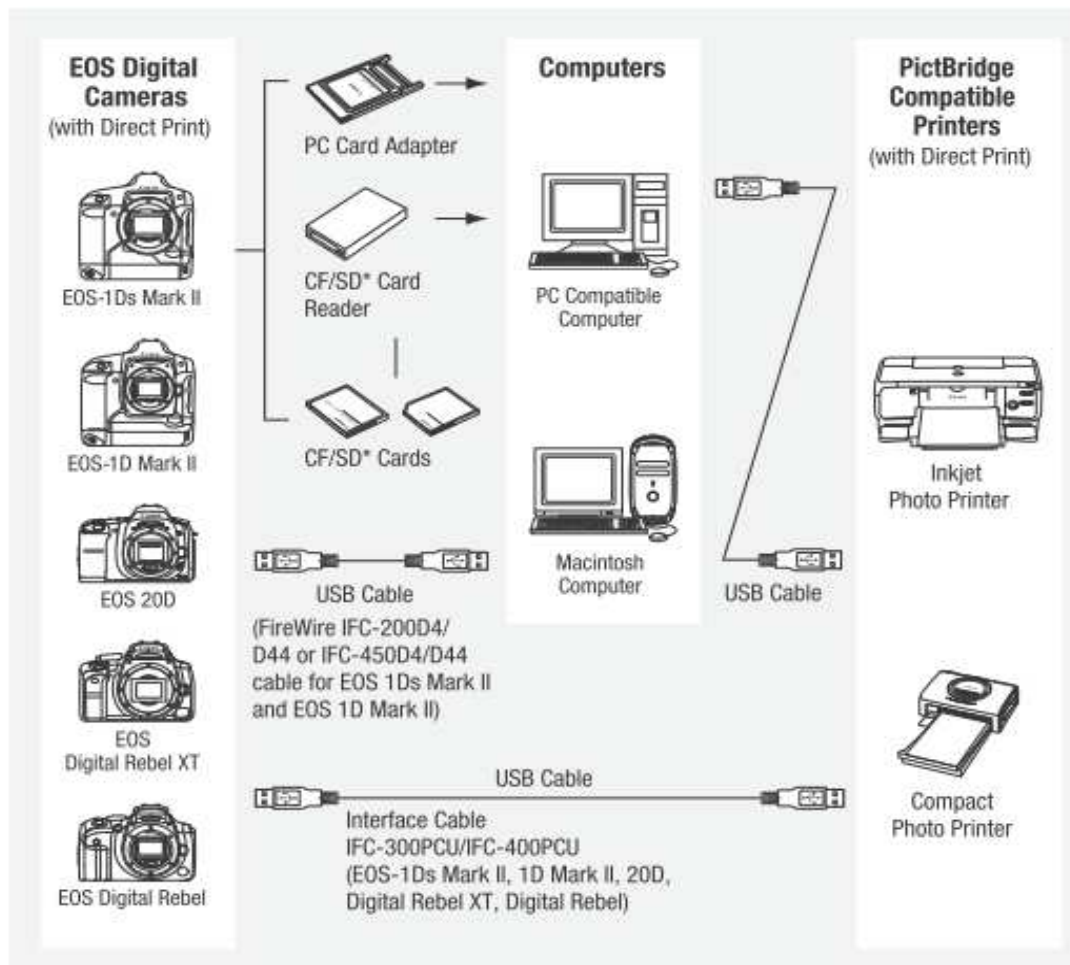 EOS Digital
Cameras
(with Direct Print)
EOS-1Ds Mark II
EOS-1D Mark II
EOS 20D
EOS
Digital Rebel XT
EOS Digital Rebel
PC Card Adapter
CF/SD* Card
Reader
CF/SD* Cards
USB Cable
(FireWire IFC-200D4/
D44 or IFC-450D4/D44
cable for EOS 1Ds Mark II
and EOS 1D Mark II)
Computers
PC Compatible
Computer
Macintosh
Computer
USB Cable
PictBridge
Compatible
Printers
(with Direct Print)
Inkjet
Photo Printer
Compact
Photo Printer
USB Cable
Interface Cable
IFC-300PCU/IFC-400PCU
(EOS-1Ds Mark II, 1D Mark II, 20D,
Digital Rebel XT, Digital Rebel)